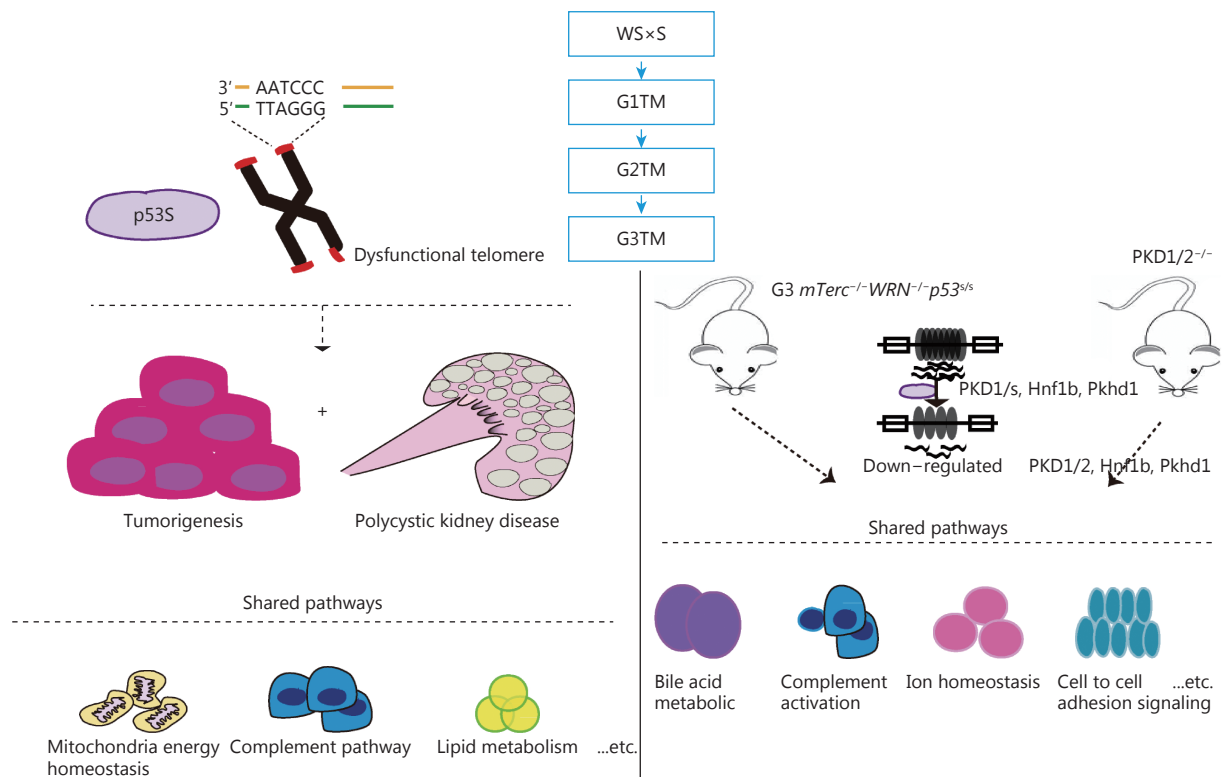 WS×S
G1TM
G2TM
G3TM
3′ AATCCC
5′ TTAGGG
p53S
Dysfunctional telomere
+
Tumorigenesis
Polycystic kidney disease
Shared pathways
Mitochondria energy
homeostasis
Complement pathway
Lipid metabolism
...etc.
PKD1/2⁻/⁻
G3 mTerc⁻/⁻WRN⁻/⁻p53ˢ/ˢ
PKD1/s, Hnf1b, Pkhd1
Down-regulated
PKD1/2, Hnf1b, Pkhd1
Shared pathways
Bile acid
metabolic
Complement
activation
Ion homeostasis
Cell to cell
adhesion signaling
...etc.